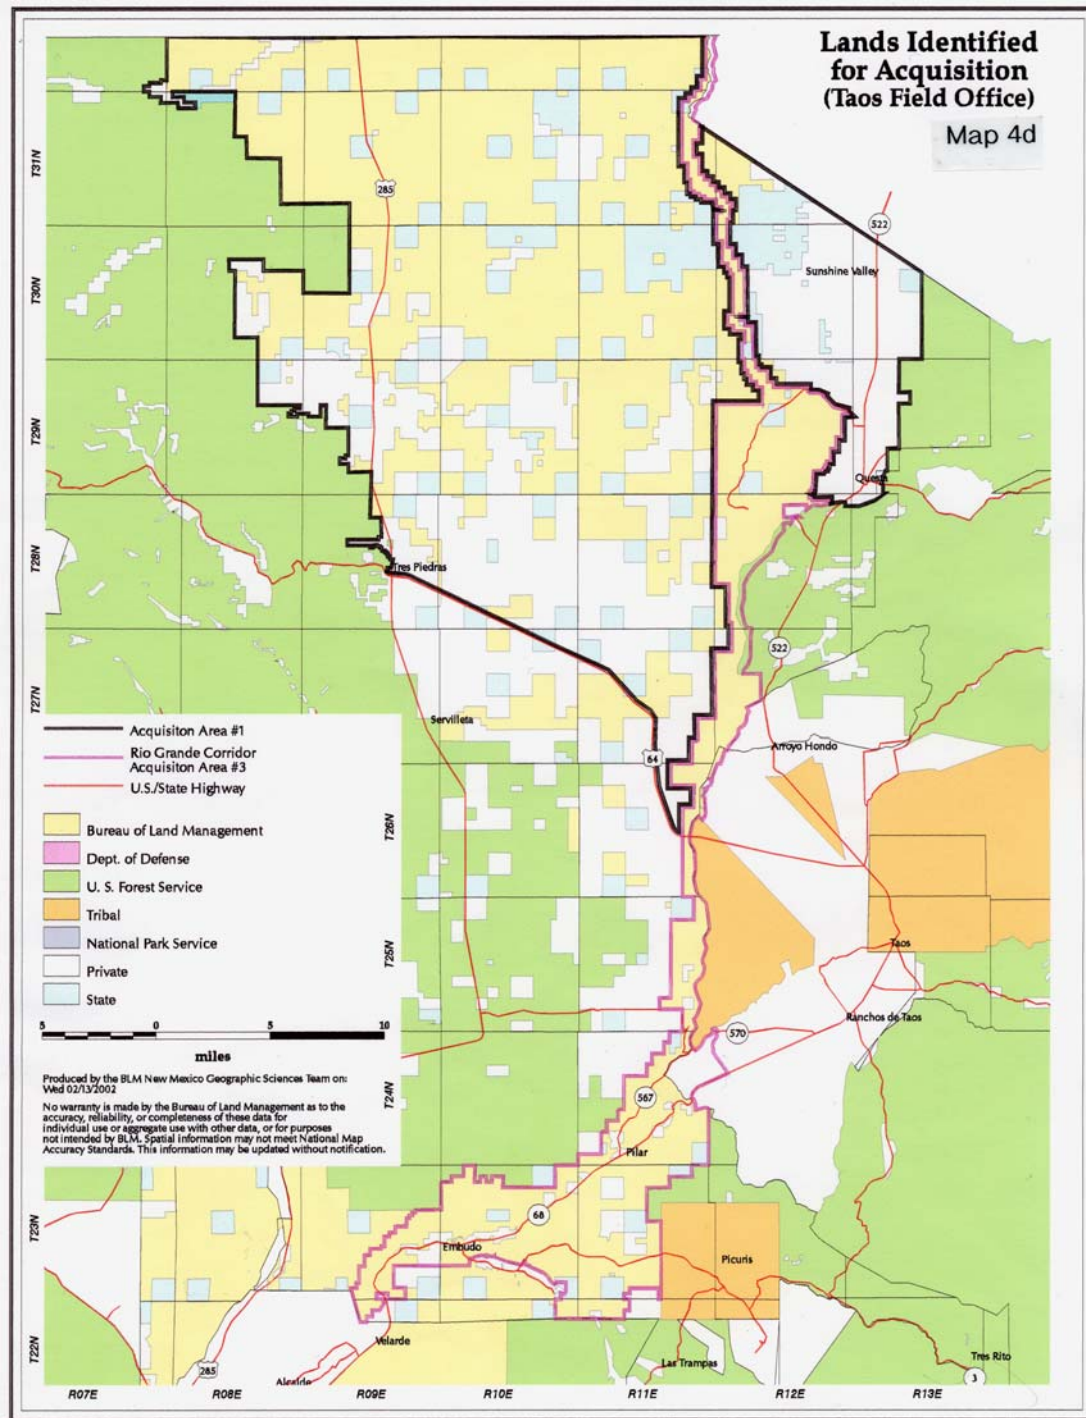 Lands Identified
for Acquisition
(Taos Field Office)
Map 4d
T31N
285
522
Sunshine Valley
T30N
T29N
Questa
T28N
Tres Piedras
522
T27N
Servilleta
Acquisiton Area #1
Rio Grande Corridor
Acquisiton Area #3
U.S./State Highway
64
Arroyo Hondo
Bureau of Land Management
Dept. of Defense
U. S. Forest Service
Tribal
National Park Service
Private
State
T26N
T25N
Taos
5 0 5 10
miles
Ranchos de Taos
570
Produced by the BLM New Mexico Geographic Sciences Team on:
Wed 02/13/2002
No warranty is made by the Bureau of Land Management as to the
accuracy, reliability, or completeness of these data for
individual use or aggregate use with other data, or for purposes
not intended by BLM. Spatial information may not meet National Map
Accuracy Standards. This information may be updated without notification.
T24N
567
Pilar
T23N
68
Embudo
Picuris
T22N
Velarde
285
Alcalde
Las Trampas
Tres Rito
3
R07E R08E R09E R10E R11E R12E R13E